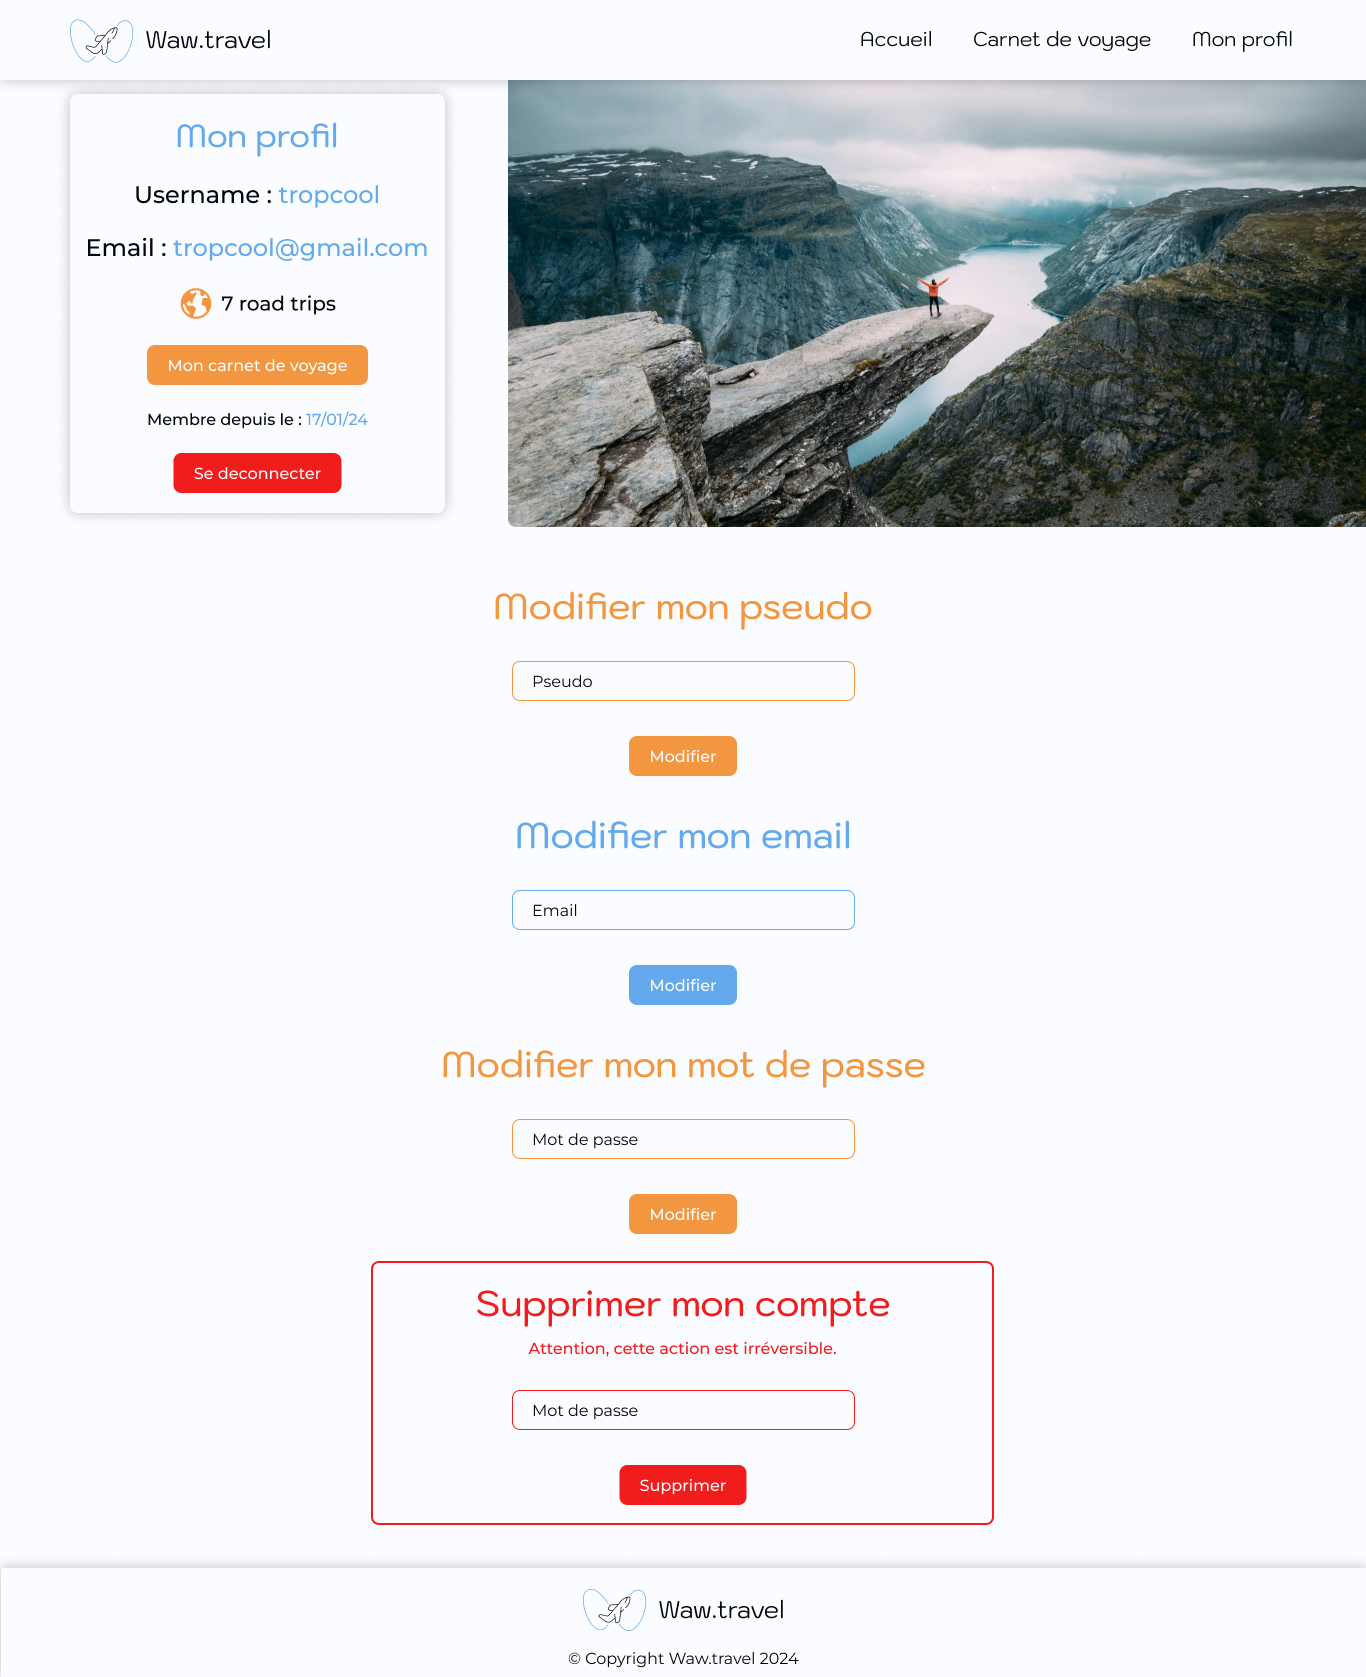 Waw.travel
Accueil Carnet de voyage Mon profil
Mon profil
Username : tropcool
Email : tropcool@gmail.com
7 road trips
Mon carnet de voyage
Membre depuis le : 17/01/24
Se deconnecter
Modifier mon pseudo
Pseudo
Modifier
Modifier mon email
Email
Modifier
Modifier mon mot de passe
Mot de passe
Modifier
Supprimer mon compte
Attention, cette action est irréversible.
Mot de passe
Supprimer
Waw.travel
© Copyright Waw.travel 2024